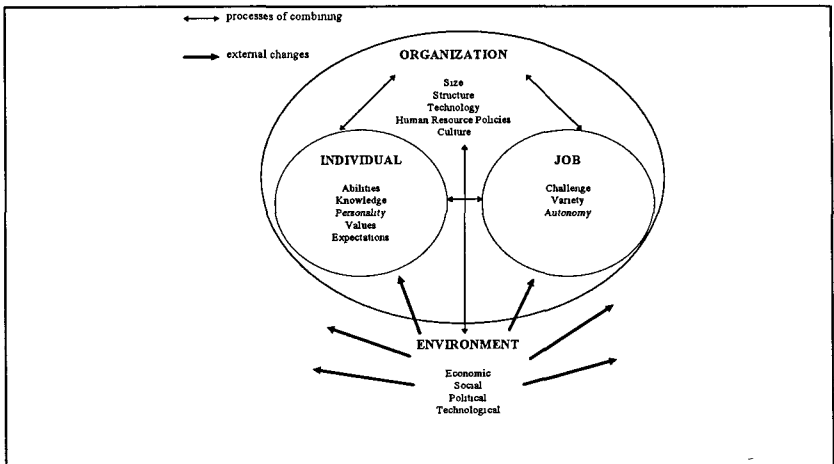 processes of combining
external changes
ORGANIZATION
Size
Structure
Technology
Human Resource Policies
Culture
INDIVIDUAL
Abilities
Knowledge
Personality
Values
Expectations
JOB
Challenge
Variety
Autonomy
ENVIRONMENT
Economic
Social
Political
Technological